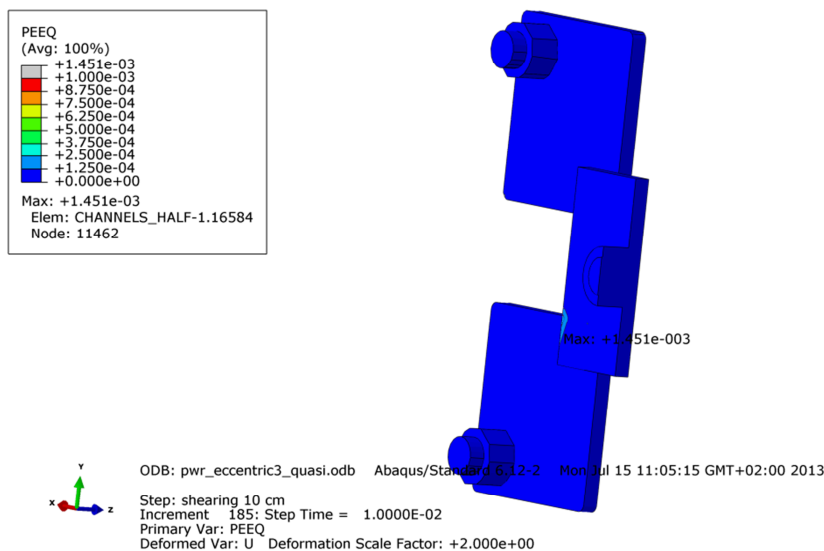 PEEQ
(Avg: 100%)
+1.451e-03
+1.000e-03
+8.750e-04
+7.500e-04
+6.250e-04
+5.000e-04
+3.750e-04
+2.500e-04
+1.250e-04
+0.000e+00
Max: +1.451e-03
Elem: CHANNELS_HALF-1.16584
Node: 11462
Max: +1.451e-003
Y
X
Z
ODB: pwr_eccentric3_quasi.odb Abaqus/Standard 6.12-2 Mon Jul 15 11:05:15 GMT+02:00 2013
Step: shearing 10 cm
Increment 185: Step Time = 1.0000E-02
Primary Var: PEEQ
Deformed Var: U Deformation Scale Factor: +2.000e+00